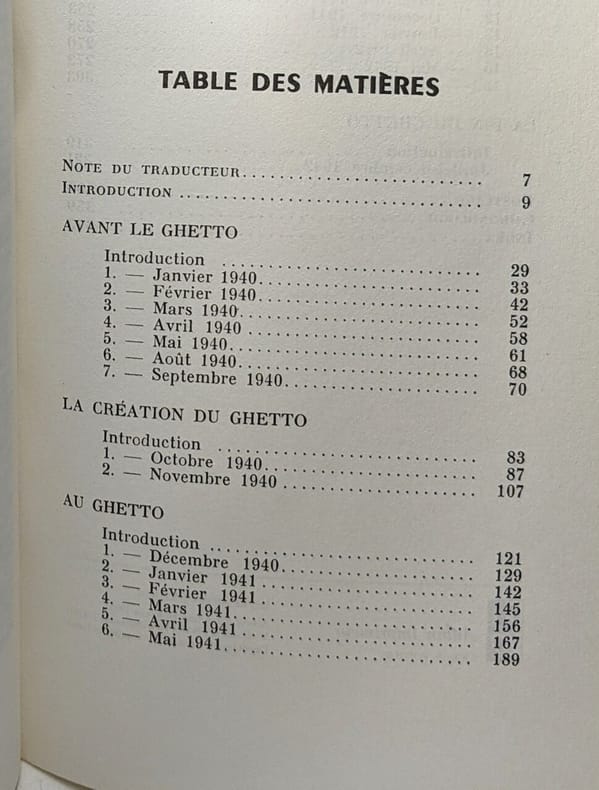 TABLE DES MATIÈRES
NOTE DU TRADUCTEUR.............................. 7
INTRODUCTION .................................... 9
AVANT LE GHETTO
Introduction .............................. 29
1. — Janvier 1940......................... 33
2. — Février 1940......................... 42
3. — Mars 1940............................ 52
4. — Avril 1940 .......................... 58
5. — Mai 1940............................. 61
6. — Août 1940............................ 68
7. — Septembre 1940....................... 70
LA CRÉATION DU GHETTO
Introduction .............................. 83
1. — Octobre 1940......................... 87
2. — Novembre 1940 ....................... 107
AU GHETTO
Introduction .............................. 121
1. — Décembre 1940........................ 129
2. — Janvier 1941 ........................ 142
3. — Février 1941 ........................ 145
4. — Mars 1941............................ 156
5. — Avril 1941 .......................... 167
6. — Mai 1941............................. 189